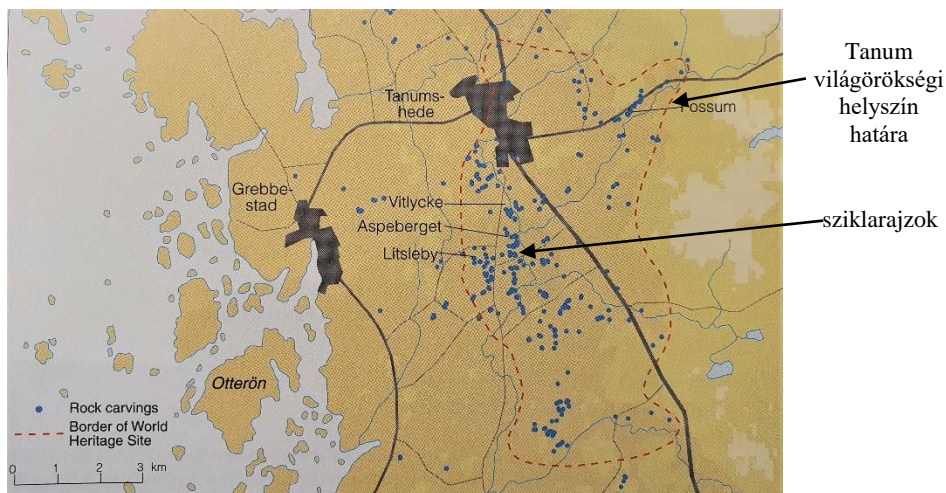 Tanums-
hede
Fossum
Grebbe-
stad
Vitlycke
Aspeberget
Litsleby
Otterön
Rock carvings
Border of World
Heritage Site
0 1 2 3 km
Tanum
világörökségi
helyszín
határa
sziklarajzok